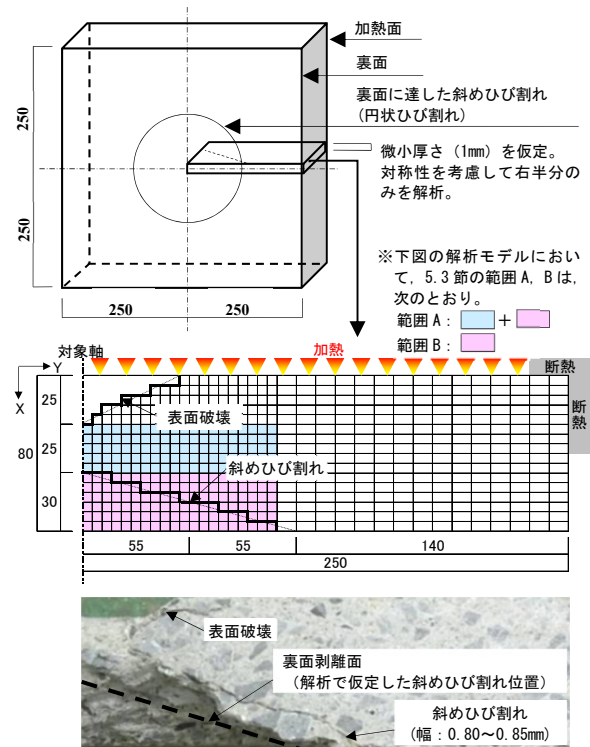 加熱面
裏面
裏面に達した斜めひび割れ
(円状ひび割れ)
微小厚さ（1mm）を仮定。
対称性を考慮して右半分の
みを解析。
250
250
250
250
※下図の解析モデルにおい
て，5.3節の範囲A，Bは，
次のとおり。
範囲A： ＋
範囲B：
対象軸
Y
X
加熱
断熱
断熱
25
25
30
80
表面破壊
斜めひび割れ
55
55
140
250
表面破壊
裏面剥離面
（解析で仮定した斜めひび割れ位置）
斜めひび割れ
(幅：0.80～0.85mm)